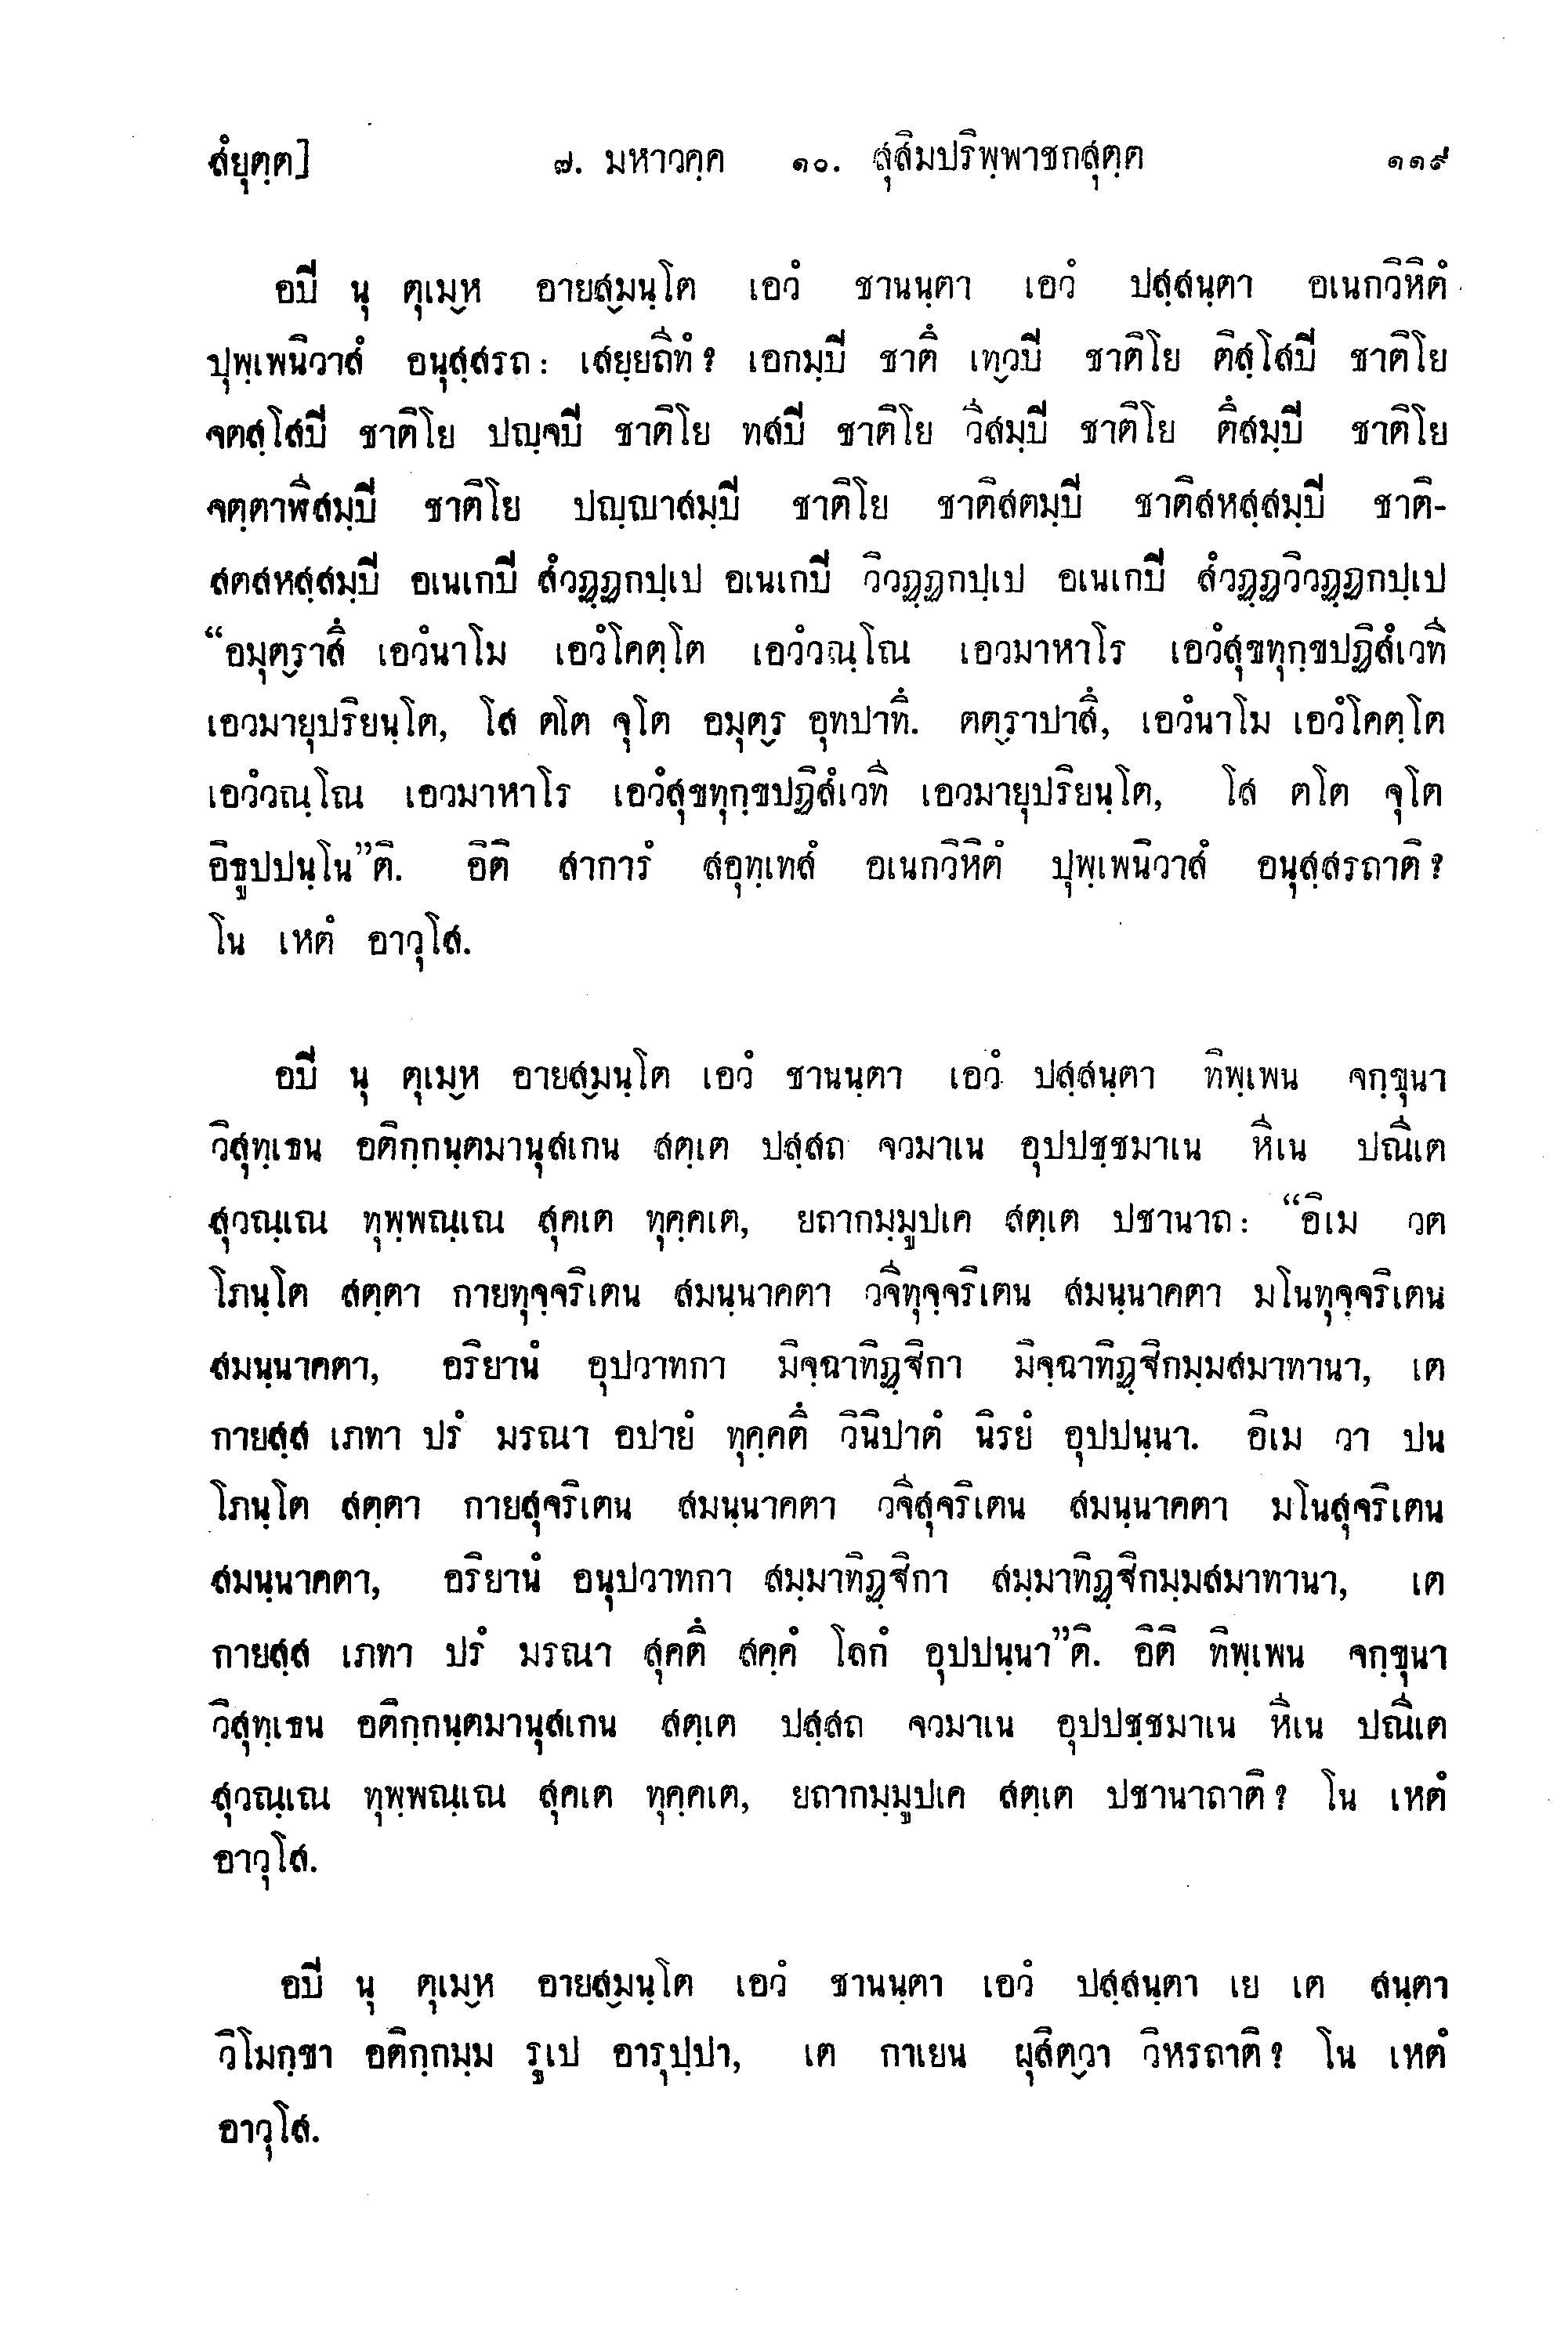 สํยุตฺต] ๗. มหาวคฺค ๑๐. สุสิมปริพฺพาชกสุตฺต ๑๑๙
อปิ นุ ตุเมฺห อายสฺมนฺโต เอวํ ชานนฺตา เอวํ ปสฺสนฺตา อเนกวิหิตํ
ปุพฺเพนิวาสํ อนุสฺสรถ: เสยฺยถีทํ? เอกมฺปิ ชาตึ เทฺวปิ ชาติโย ติสฺโสปิ ชาติโย
จตสฺโสปิ ชาติโย ปญฺจปิ ชาติโย ทสปิ ชาติโย วีสมฺปิ ชาติโย ตึสมฺปิ ชาติโย
จตฺตาฬีสมฺปิ ชาติโย ปญฺญาสมฺปิ ชาติโย ชาติสตมฺปิ ชาติสหสฺสมฺปิ ชาติ-
สตสหสฺสมฺปิ อเนเกปิ สํวฏฺฏกปฺเป อเนเกปิ วิวฏฺฏกปฺเป อเนเกปิ สํวฏฺฏวิวฏฺฏกปฺเป
“อมุตฺราสึ เอวํนาโม เอวํโคตฺโต เอวํวณฺโณ เอวมาหาโร เอวํสุขทุกฺขปฏิสํเวที
เอวมายุปริยนฺโต, โส ตโต จุโต อมุตฺร อุทปาทึ. ตตฺราปาสึ, เอวํนาโม เอวํโคตฺโต
เอวํวณฺโณ เอวมาหาโร เอวํสุขทุกฺขปฏิสํเวที เอวมายุปริยนฺโต, โส ตโต จุโต
อิธูปปนฺโน”ติ. อิติ สาการํ สอุทฺเทสํ อเนกวิหิตํ ปุพฺเพนิวาสํ อนุสฺสรถาติ?
โน เหตํ อาวุโส.
อปิ นุ ตุเมฺห อายสฺมนฺโต เอวํ ชานนฺตา เอวํ ปสฺสนฺตา ทิพฺเพน จกฺขุนา
วิสุทฺเธน อติกฺกนฺตมานุสเกน สตฺเต ปสฺสถ จวมาเน อุปปชฺชมาเน หีเน ปณีเต
สุวณฺเณ ทุพฺพณฺเณ สุคเต ทุคฺคเต, ยถากมฺมูปเค สตฺเต ปชานาถ: “อิเม วต
โภนฺโต สตฺตา กายทุจฺจริเตน สมนฺนาคตา วจีทุจฺจริเตน สมนฺนาคตา มโนทุจฺจริเตน
สมนฺนาคตา, อริยานํ อุปวาทกา มิจฺฉาทิฏฺฐิกา มิจฺฉาทิฏฺฐิกมฺมสมาทานา, เต
กายสฺส เภทา ปรํ มรณา อปายํ ทุคฺคตึ วินิปาตํ นิรยํ อุปปนฺนา. อิเม วา ปน
โภนฺโต สตฺตา กายสุจริเตน สมนฺนาคตา วจีสุจริเตน สมนฺนาคตา มโนสุจริเตน
สมนฺนาคตา, อริยานํ อนุปวาทกา สมฺมาทิฏฺฐิกา สมฺมาทิฏฺฐิกมฺมสมาทานา, เต
กายสฺส เภทา ปรํ มรณา สุคตึ สคฺคํ โลกํ อุปปนฺนา”ติ. อิติ ทิพฺเพน จกฺขุนา
วิสุทฺเธน อติกฺกนฺตมานุสเกน สตฺเต ปสฺสถ จวมาเน อุปปชฺชมาเน หีเน ปณีเต
สุวณฺเณ ทุพฺพณฺเณ สุคเต ทุคฺคเต, ยถากมฺมูปเค สตฺเต ปชานาถาติ? โน เหตํ
อาวุโส.
อปิ นุ ตุเมฺห อายสฺมนฺโต เอวํ ชานนฺตา เอวํ ปสฺสนฺตา เย เต สนฺตา
วิโมกฺขา อติกฺกมฺม รูเป อารุปฺปา, เต กาเยน ผุสิตฺวา วิหรถาติ? โน เหตํ
อาวุโส.